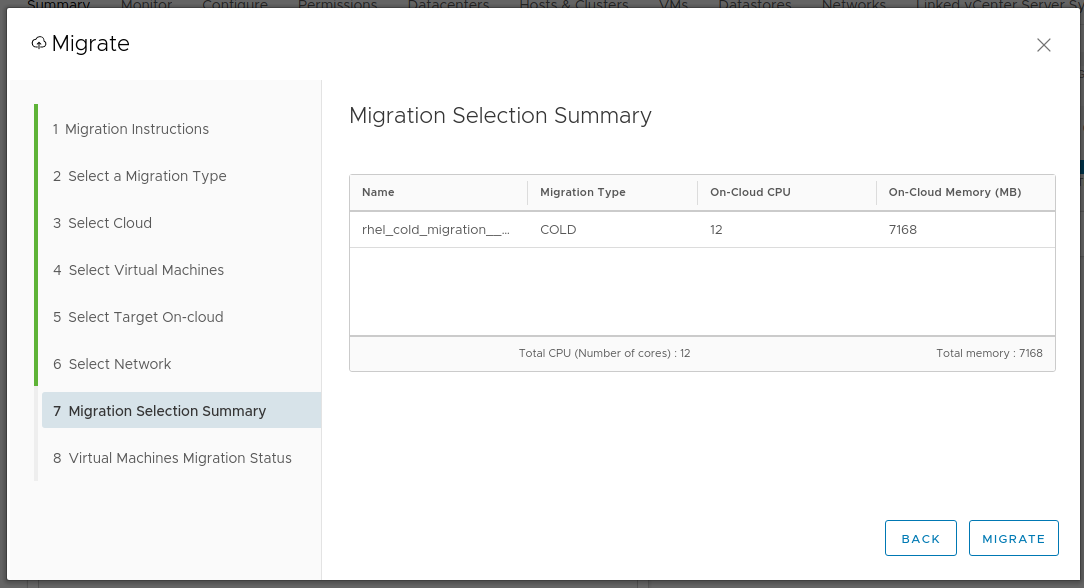 Summary Monitor Configure Permissions Datacenters Hosts & Clusters VMs Datastores Networks Linked vCenter Server Sy
Migrate
1 Migration Instructions
2 Select a Migration Type
3 Select Cloud
4 Select Virtual Machines
5 Select Target On-cloud
6 Select Network
7 Migration Selection Summary
8 Virtual Machines Migration Status
Migration Selection Summary
Name Migration Type On-Cloud CPU On-Cloud Memory (MB)
rhel_cold_migration__... COLD 12 7168
Total CPU (Number of cores) : 12 Total memory : 7168
BACK MIGRATE